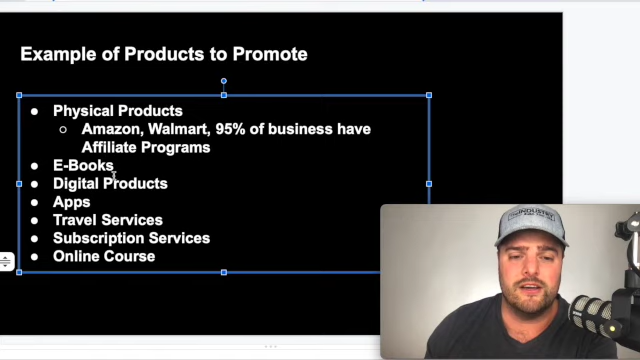 Example of Products to Promote
● Physical Products
○ Amazon, Walmart, 95% of business have
Affiliate Programs
● E-Books
● Digital Products
● Apps
● Travel Services
● Subscription Services
● Online Course
INDUSTRY